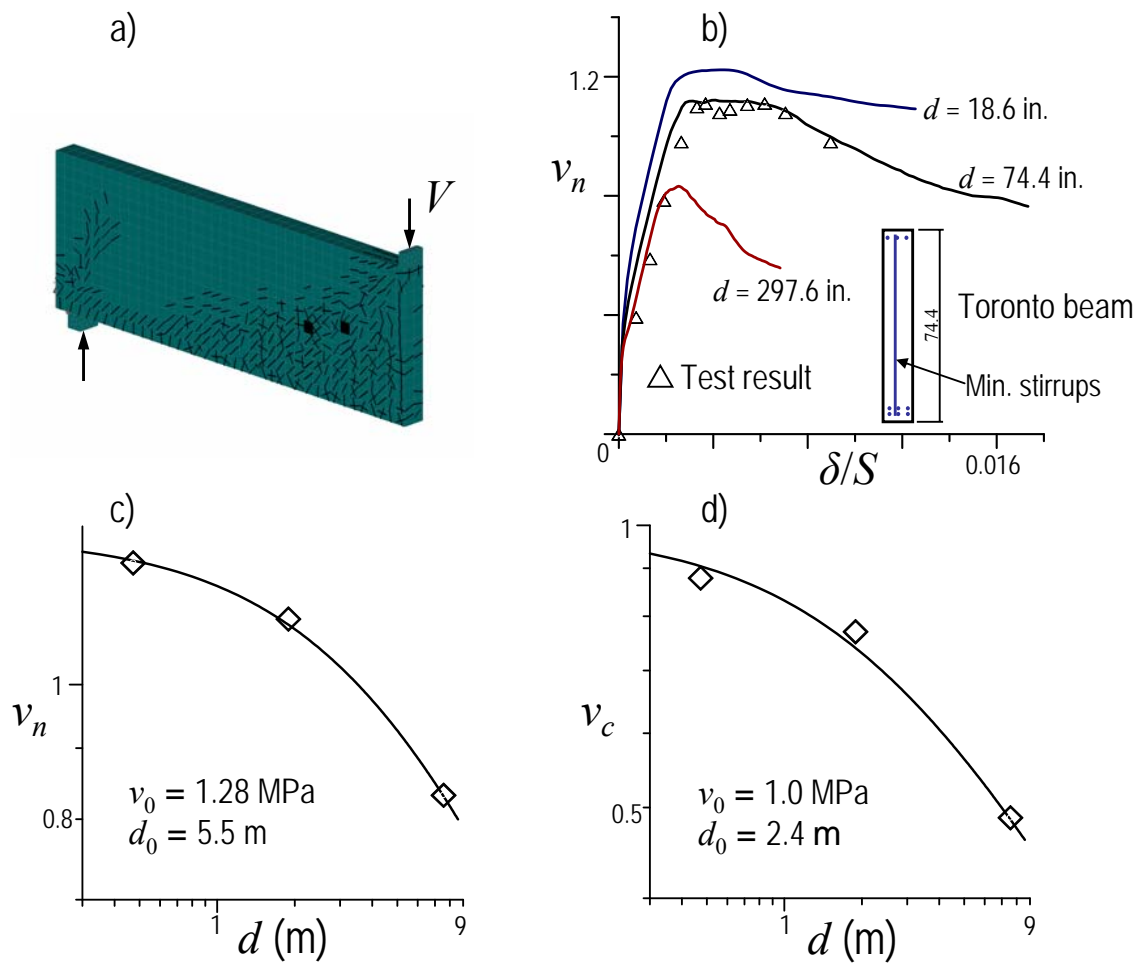 a)
V
b)
1.2
v_n
d = 18.6 in.
d = 74.4 in.
d = 297.6 in.
74.4
Toronto beam
Min. stirrups
△ Test result
0
δ/S
0.016
c)
1
v_n
0.8
v_0 = 1.28 MPa
d_0 = 5.5 m
1
9
d (m)
d)
1
v_c
0.5
v_0 = 1.0 MPa
d_0 = 2.4 m
1
9
d (m)